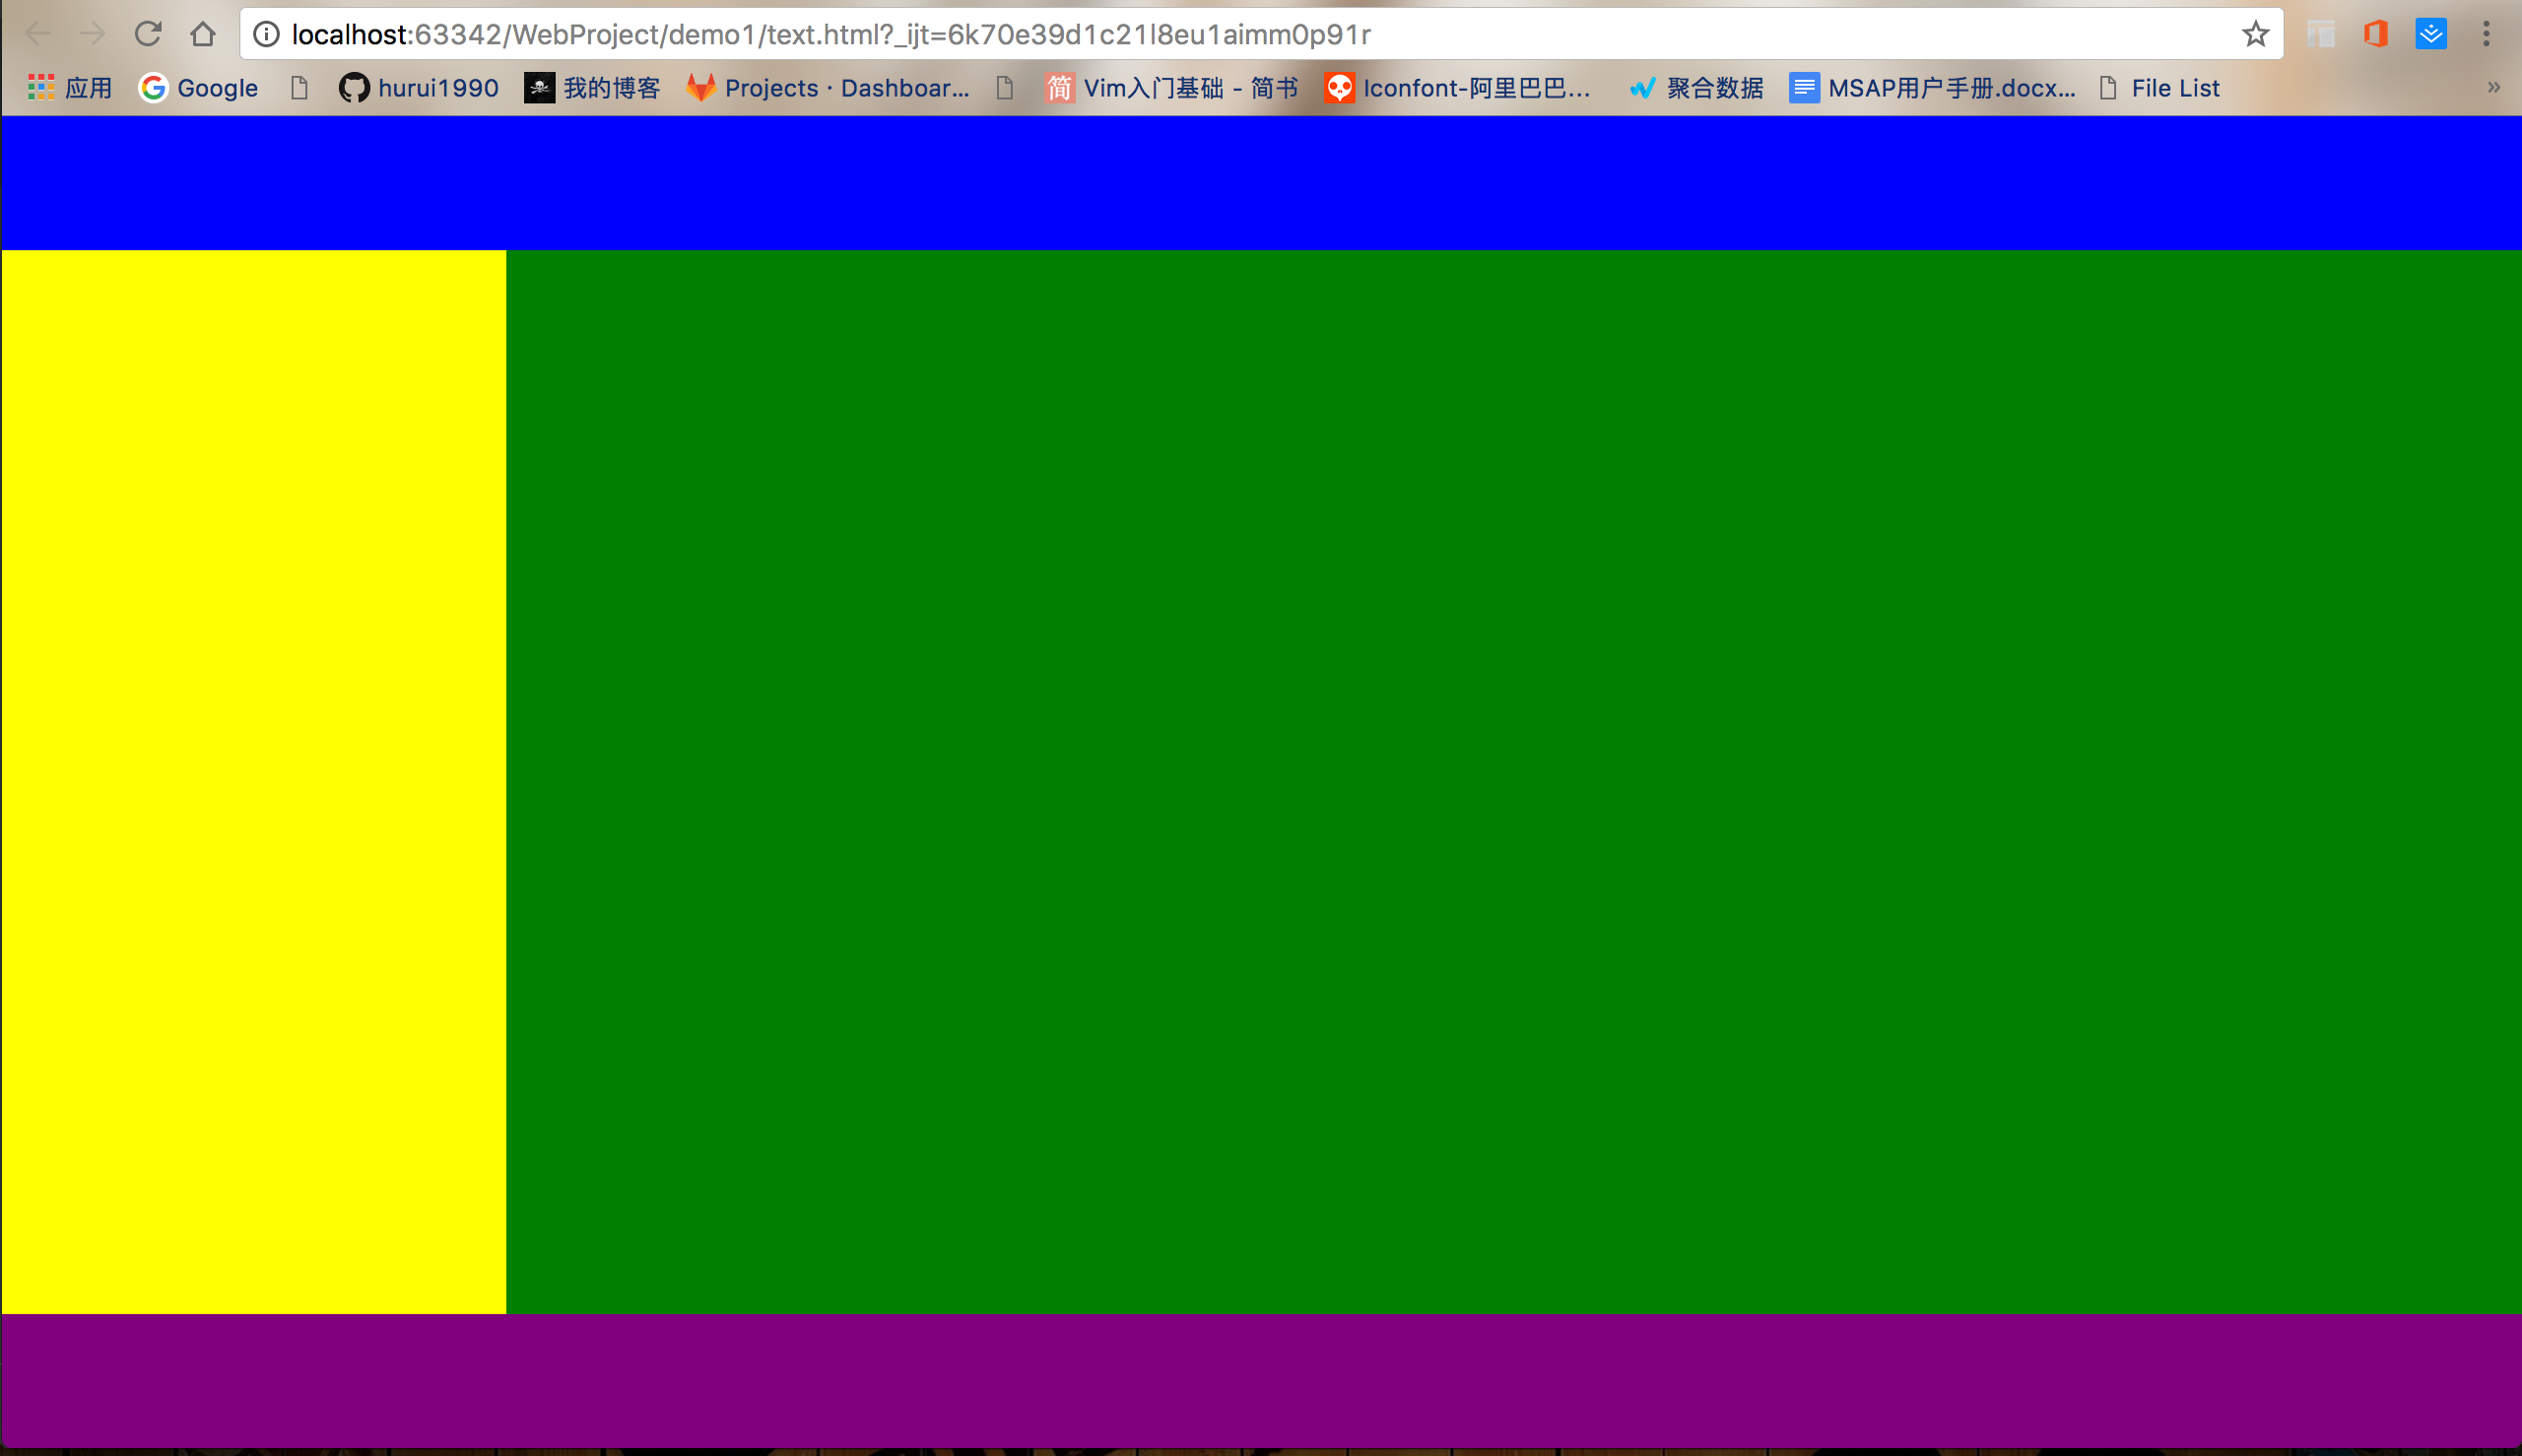 localhost:63342/WebProject/demo1/text.html?_ijt=6k70e39d1c21l8eu1aimm0p91r
应用 Google hurui1990 我的博客 Projects · Dashboar... 简 Vim入门基础 - 简书 Iconfont-阿里巴巴... 聚合数据 MSAP用户手册.docx... File List »